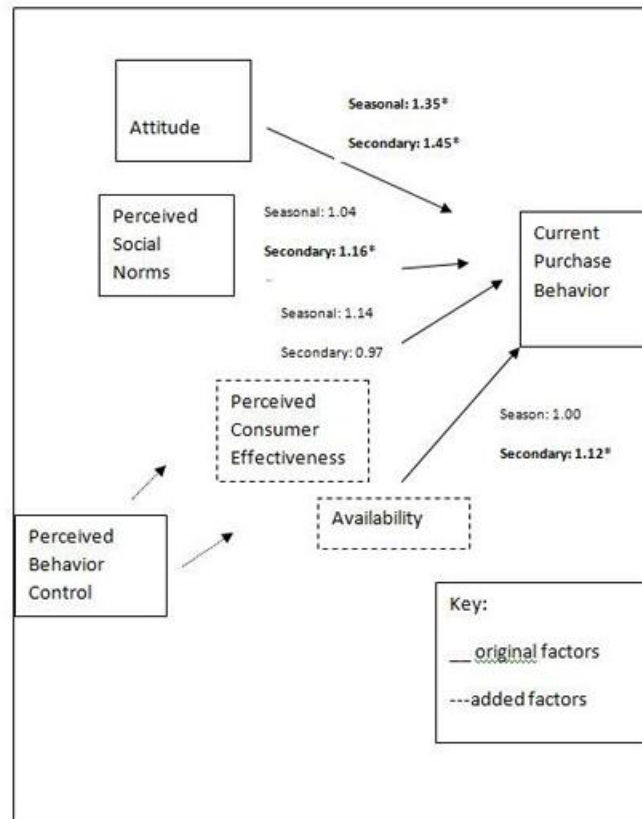 Attitude
Seasonal: 1.35*
Secondary: 1.45*
Perceived
Social
Norms
Seasonal: 1.04
Secondary: 1.16*
Current
Purchase
Behavior
Seasonal: 1.14
Secondary: 0.97
Perceived
Consumer
Effectiveness
Season: 1.00
Secondary: 1.12*
Availability
Perceived
Behavior
Control
Key:
__ original factors
---added factors